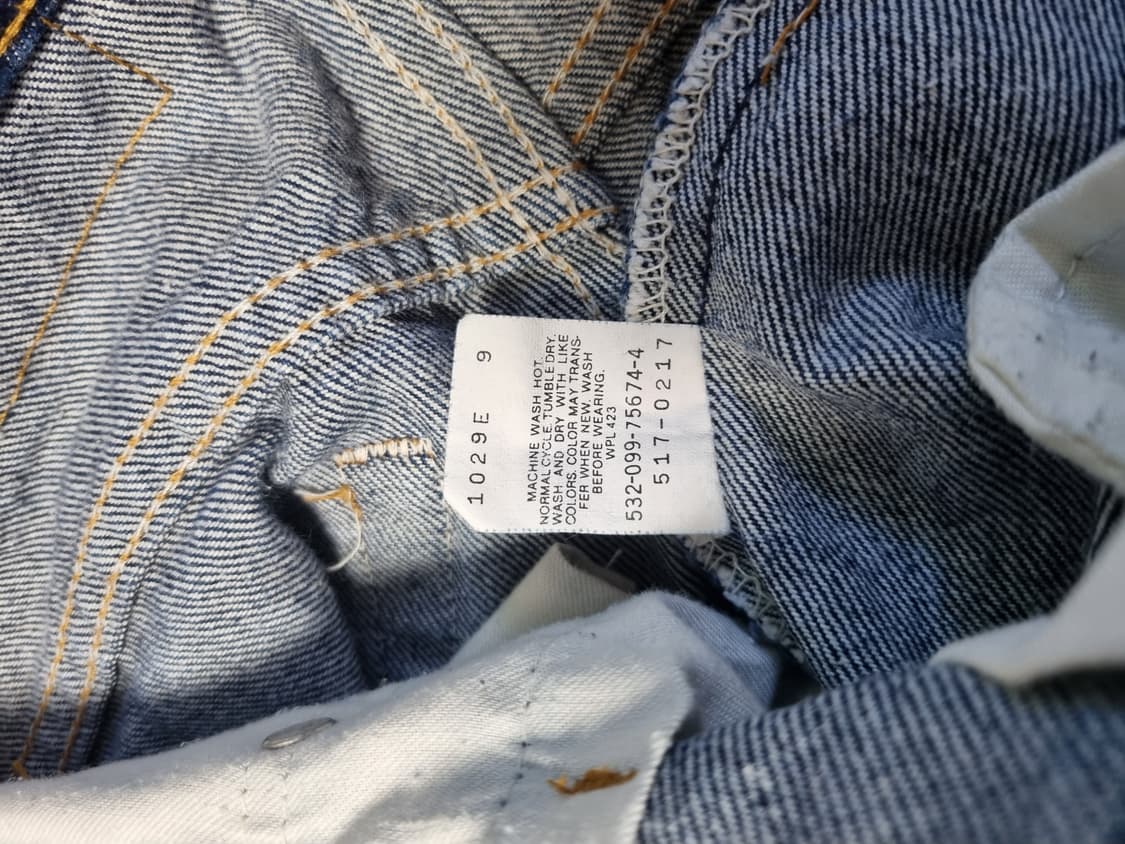 1029E 9
MACHINE WASH HOT.
NORMAL CYCLE. TUMBLE DRY.
WASH AND DRY WITH LIKE
COLORS. COLOR MAY TRANS-
FER WHEN NEW. WASH
BEFORE WEARING.
WPL 423
532-099-75674-4
517-0217